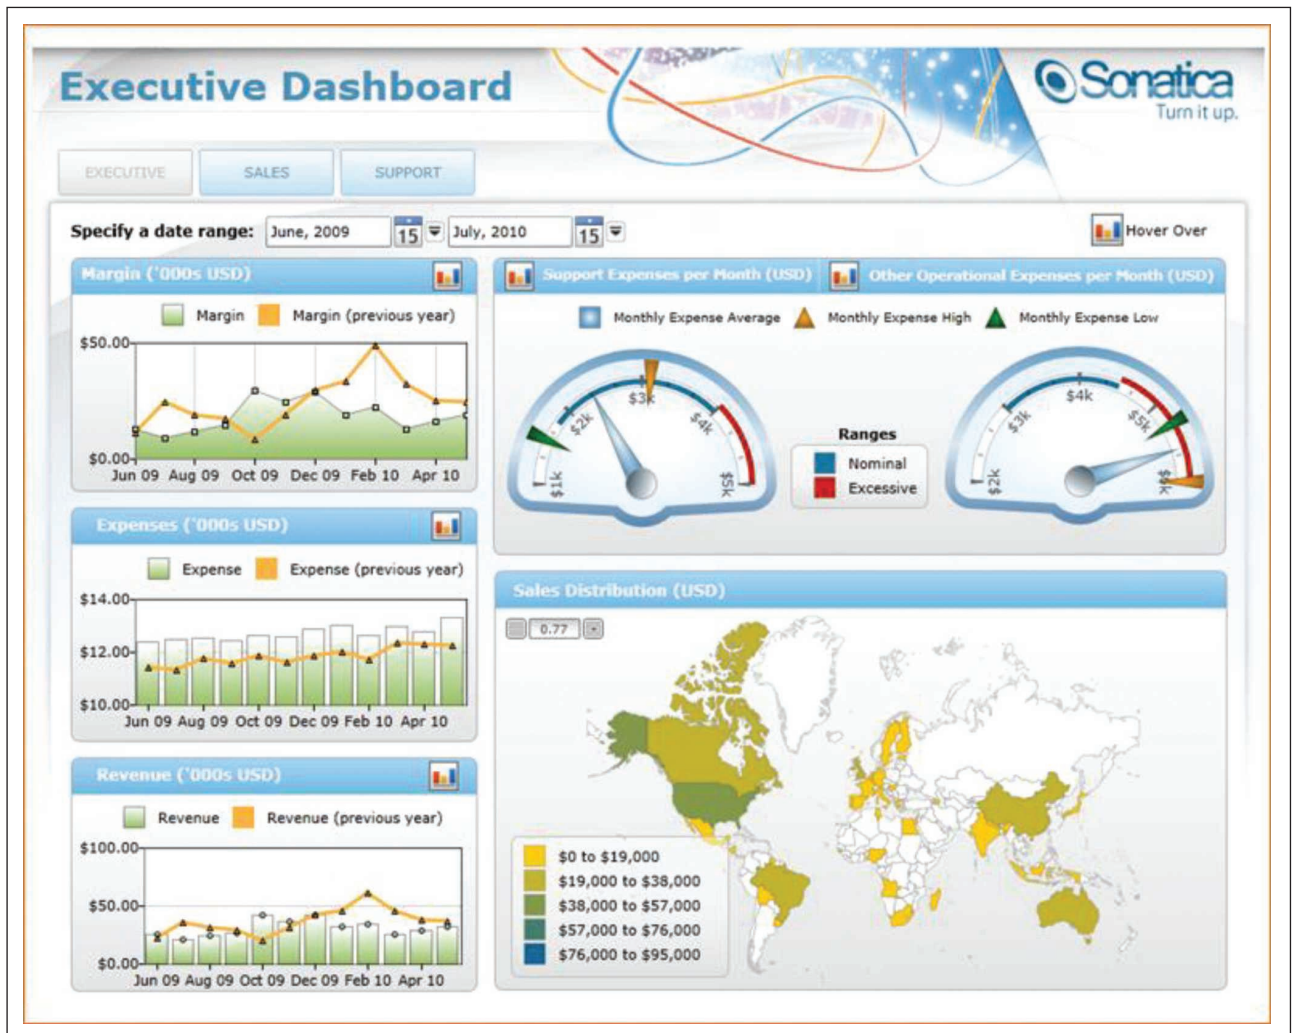 Executive Dashboard
Sonatica
Turn it up.
EXECUTIVE
SALES
SUPPORT
Specify a date range:
June, 2009
15
July, 2010
15
Hover Over
Margin ('000s USD)
Margin
Margin (previous year)
$50.00
$0.00
Jun 09 Aug 09 Oct 09 Dec 09 Feb 10 Apr 10
Expenses ('000s USD)
Expense
Expense (previous year)
$14.00
$12.00
$10.00
Jun 09 Aug 09 Oct 09 Dec 09 Feb 10 Apr 10
Revenue ('000s USD)
Revenue
Revenue (previous year)
$100.00
$50.00
$0.00
Jun 09 Aug 09 Oct 09 Dec 09 Feb 10 Apr 10
Support Expenses per Month (USD)
Other Operational Expenses per Month (USD)
Monthly Expense Average
Monthly Expense High
Monthly Expense Low
$1k
$2k
$3k
$4k
$5k
Ranges
Nominal
Excessive
$2k
$3k
$4k
$5k
Sales Distribution (USD)
0.77
$0 to $19,000
$19,000 to $38,000
$38,000 to $57,000
$57,000 to $76,000
$76,000 to $95,000